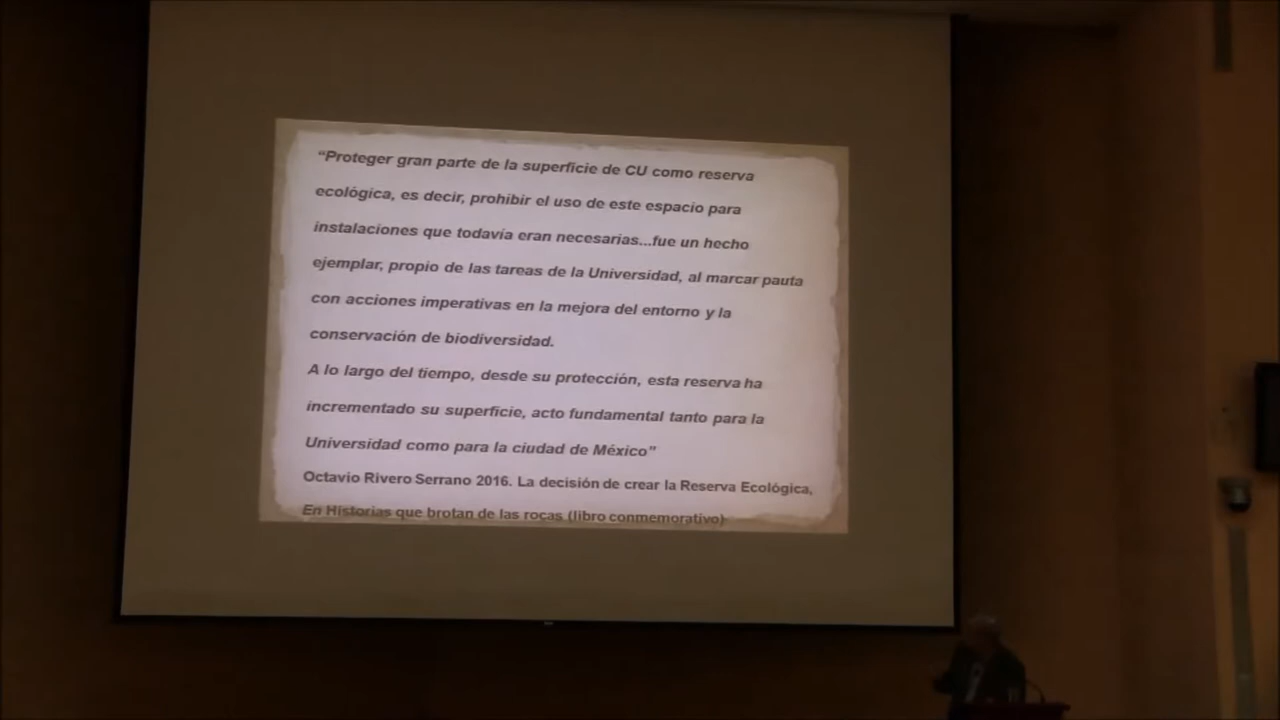 “Proteger gran parte de la superficie de CU como reserva
ecológica, es decir, prohibir el uso de este espacio para
instalaciones que todavía eran necesarias...fue un hecho
ejemplar, propio de las tareas de la Universidad, al marcar pauta
con acciones imperativas en la mejora del entorno y la
conservación de biodiversidad.
A lo largo del tiempo, desde su protección, esta reserva ha
incrementado su superficie, acto fundamental tanto para la
Universidad como para la ciudad de México”
Octavio Rivero Serrano 2016. La decisión de crear la Reserva Ecológica,
En Historias que brotan de las rocas (libro conmemorativo)